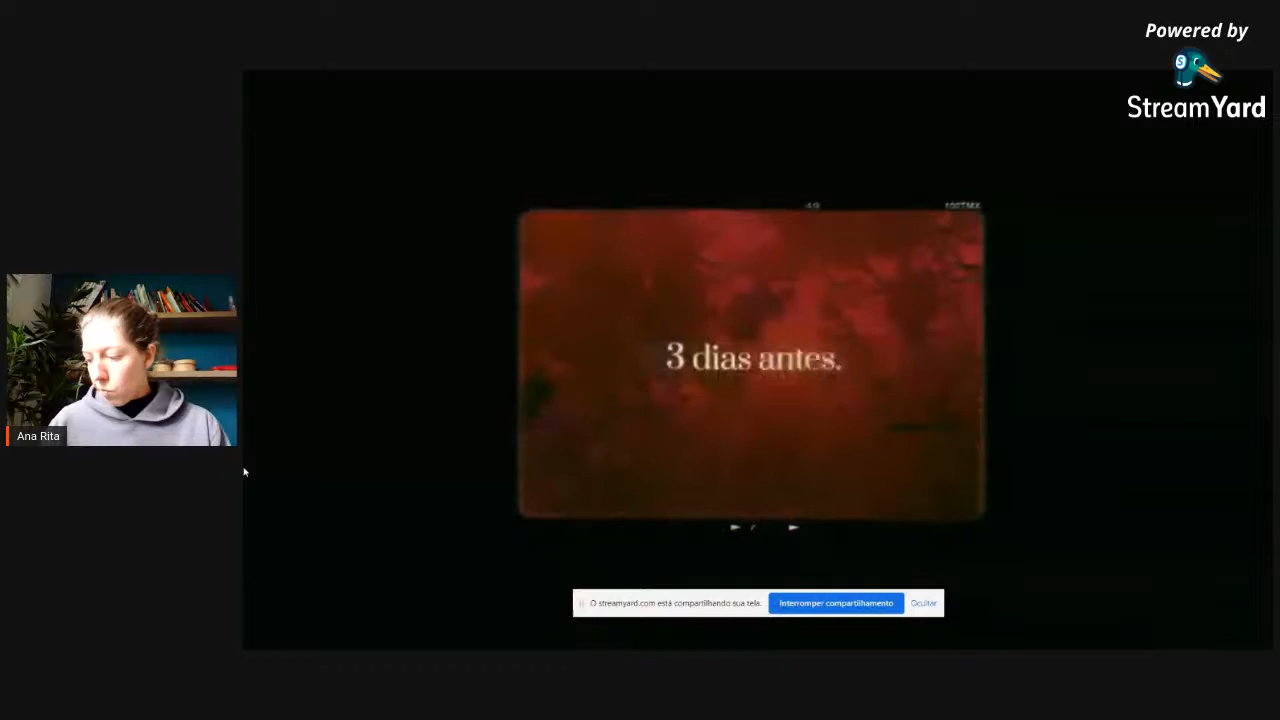 Powered by
StreamYard
3 dias antes.
Ana Rita
O streamyard.com está compartilhando sua tela.
Interromper compartilhamento
Ocultar